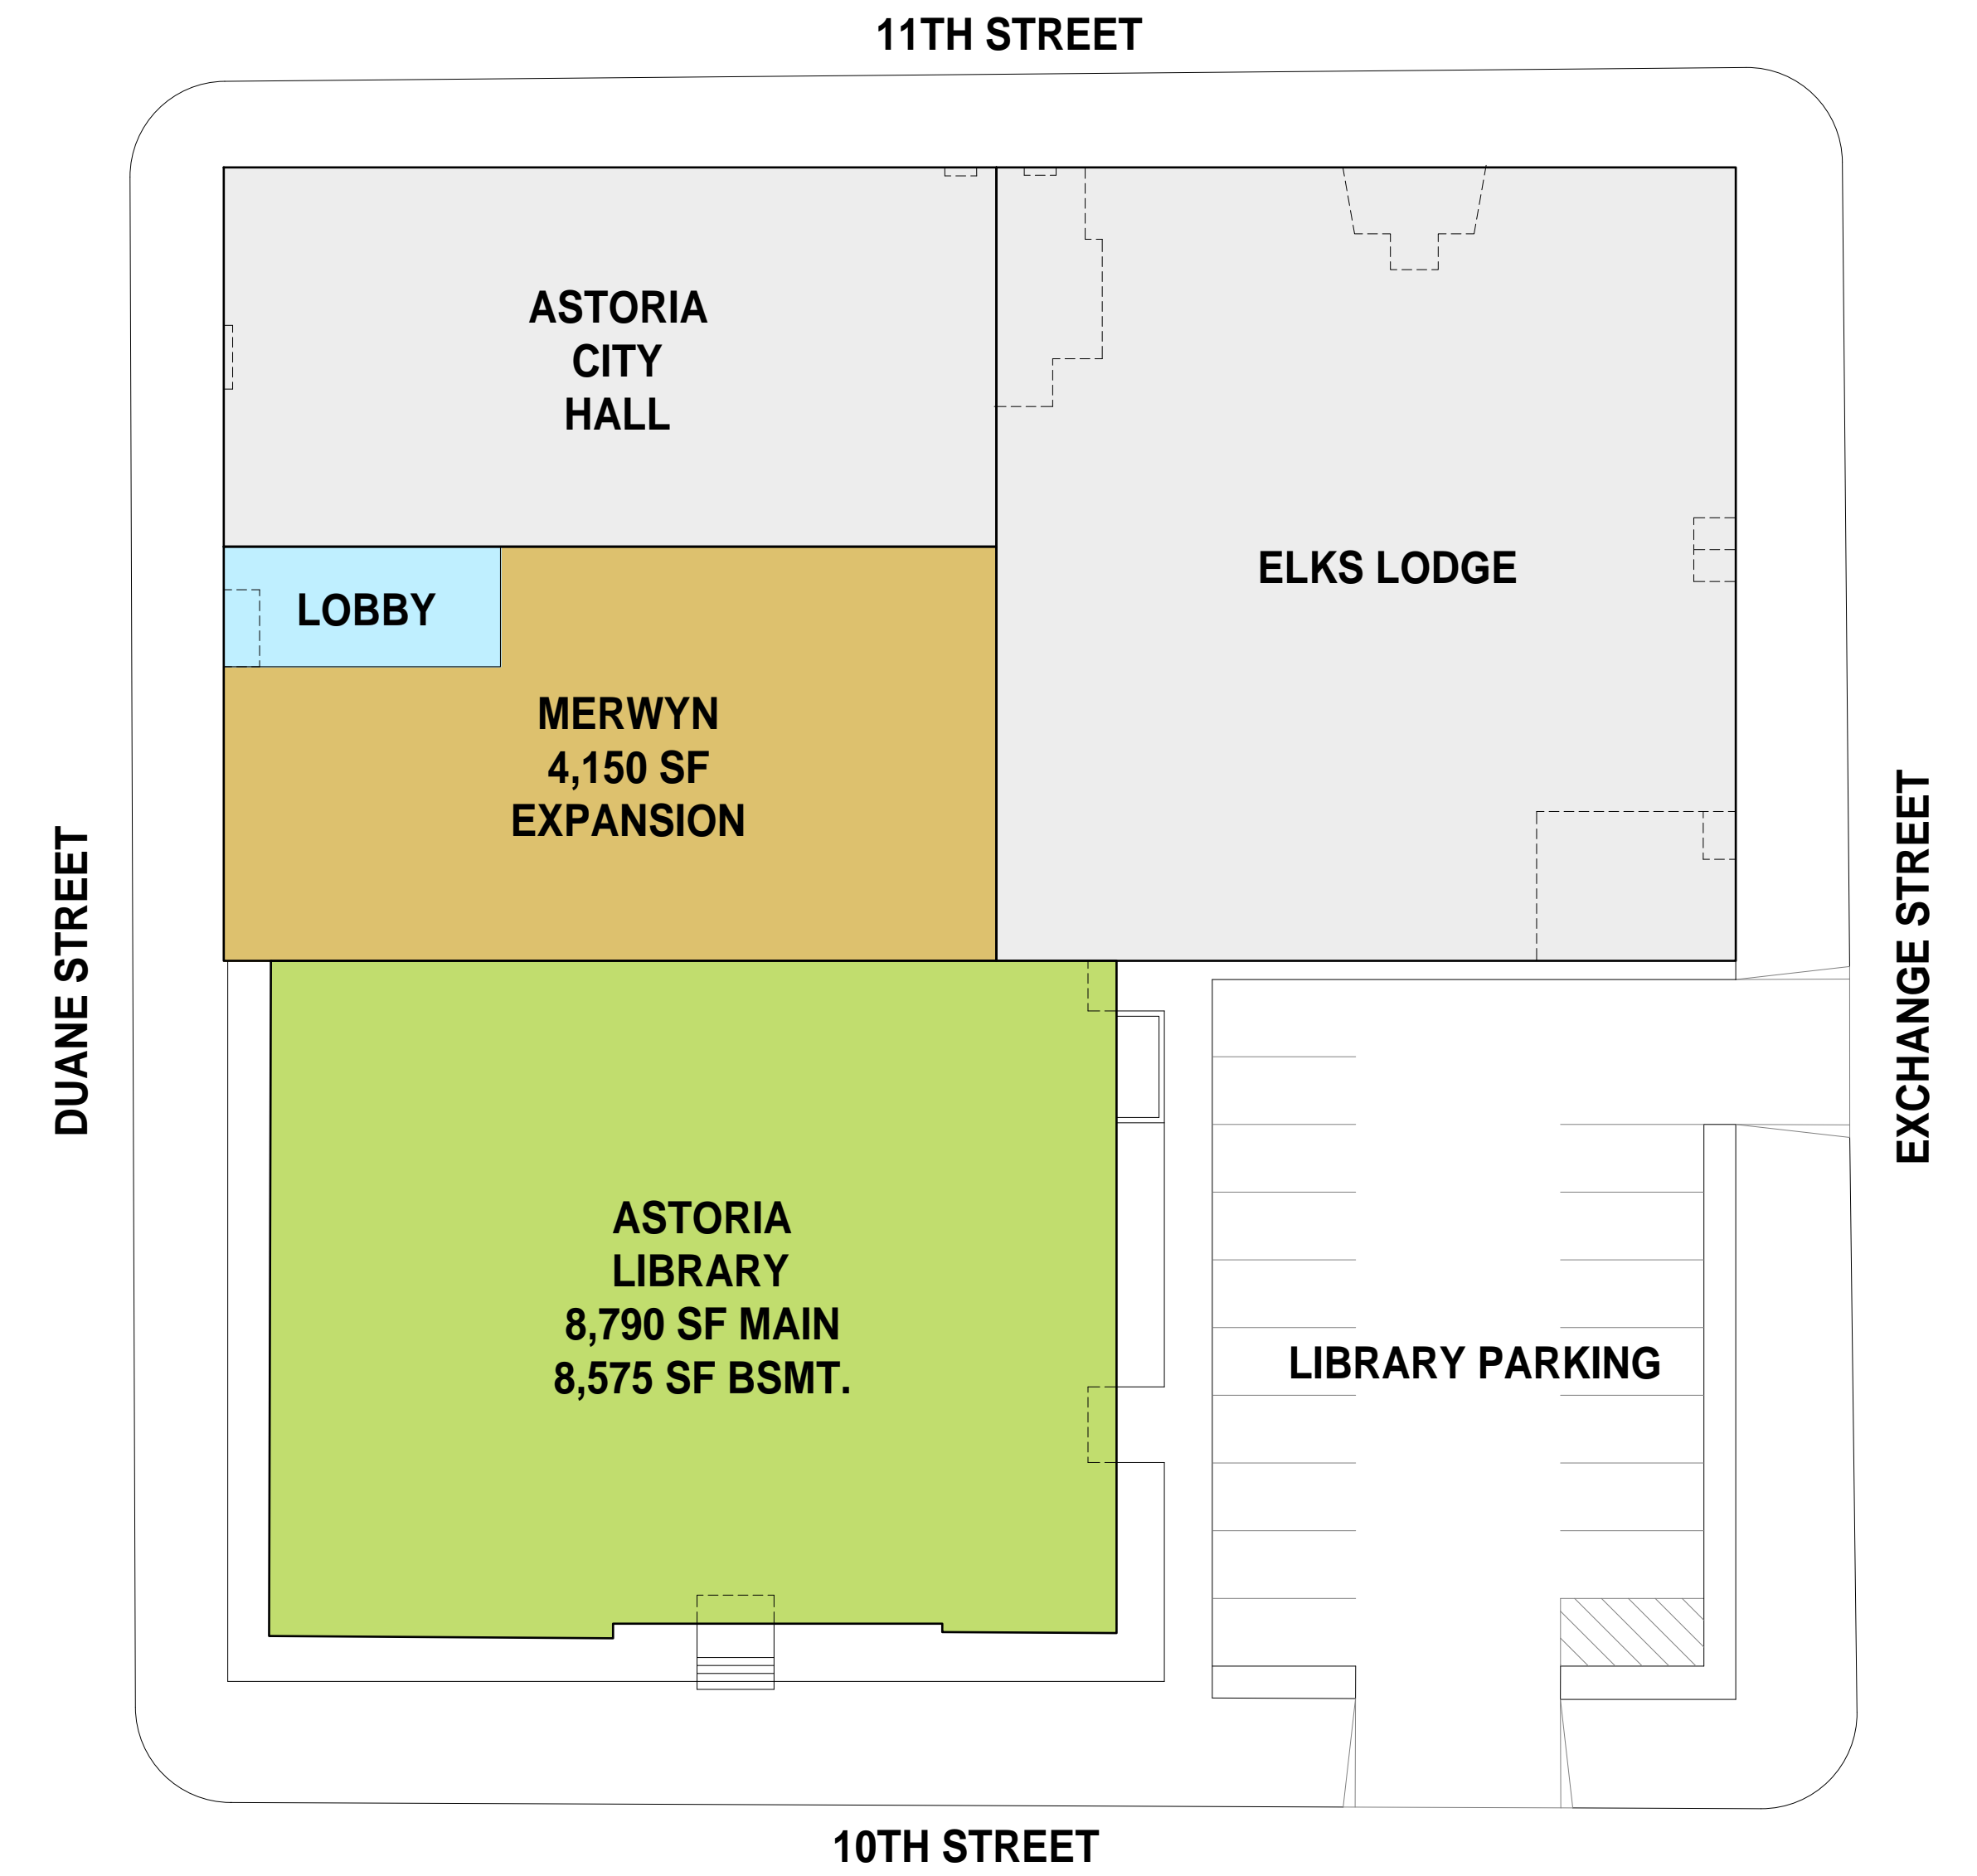 11TH STREET
ASTORIA
CITY
HALL
ELKS LODGE
LOBBY
MERWYN
4,150 SF
EXPANSION
DUANE STREET
EXCHANGE STREET
ASTORIA
LIBRARY
8,790 SF MAIN
8,575 SF BSMT.
LIBRARY PARKING
10TH STREET